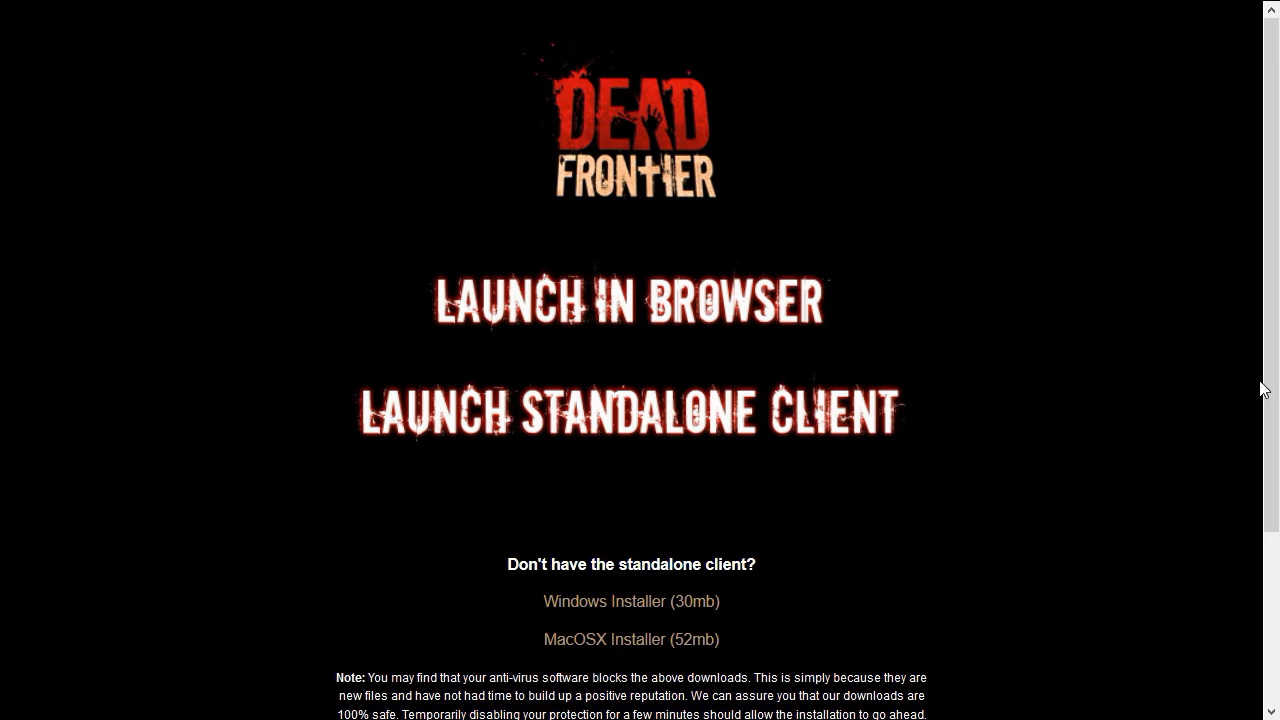 DEAD
FRONTIER
LAUNCH IN BROWSER
LAUNCH STANDALONE CLIENT
Don't have the standalone client?
Windows Installer (30mb)
MacOSX Installer (52mb)
Note: You may find that your anti-virus software blocks the above downloads. This is simply because they are
new files and have not had time to build up a positive reputation. We can assure you that our downloads are
100% safe. Temporarily disabling your protection for a few minutes should allow the installation to go ahead.